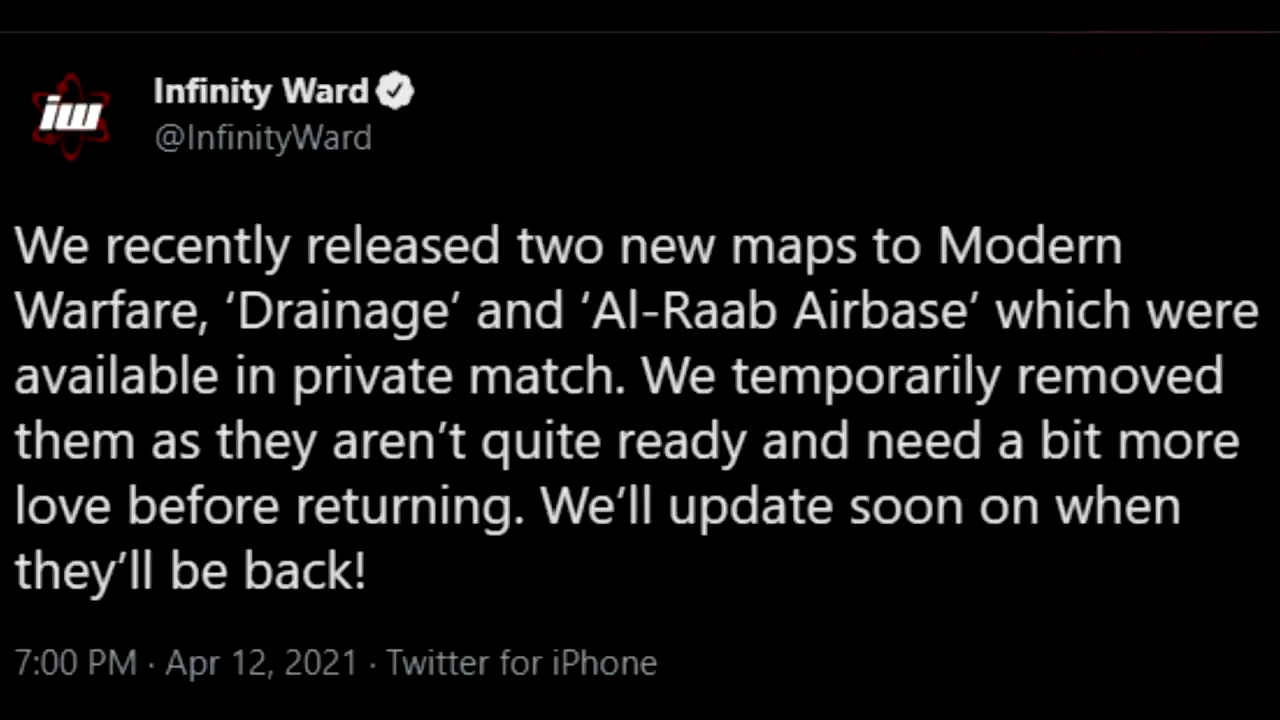 iw
Infinity Ward
@InfinityWard
We recently released two new maps to Modern
Warfare, ‘Drainage’ and ‘Al-Raab Airbase’ which were
available in private match. We temporarily removed
them as they aren’t quite ready and need a bit more
love before returning. We’ll update soon on when
they’ll be back!
7:00 PM · Apr 12, 2021 · Twitter for iPhone